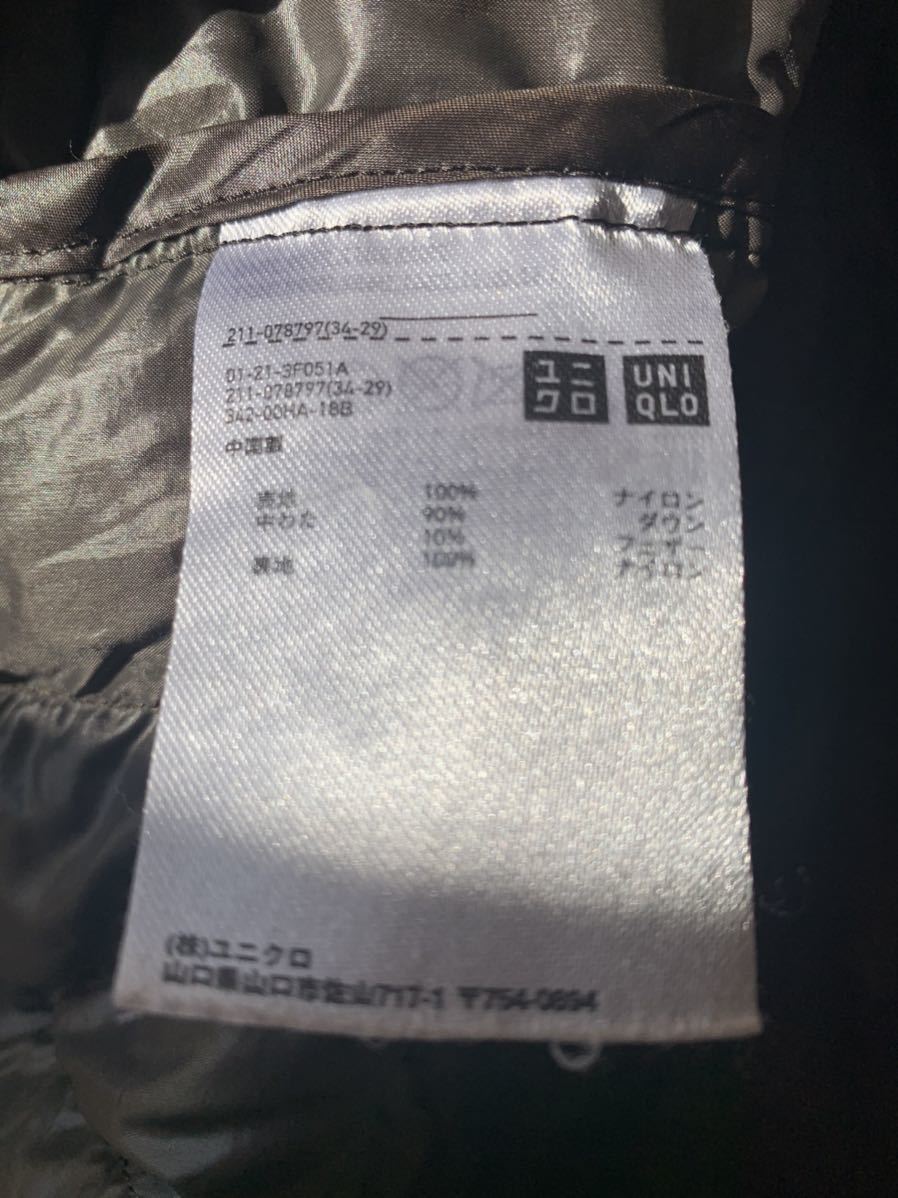 211-078797(34-29)
01-21-3F051A
211-078797(34-29)
342-00HA-18B
ユニ
クロ
UNI
QLO
中国製
表地 100% ナイロン
中わた 90% ダウン
10% フェザー
裏地 100% ナイロン
(株)ユニクロ
山口県山口市佐山717-1 〒754-0894